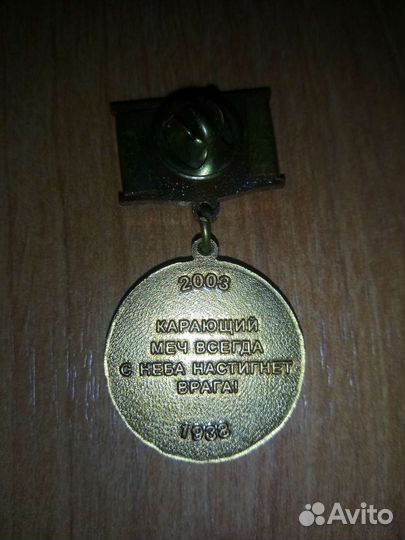 2003
КАРАЮЩИЙ
МЕЧ ВСЕГДА
С НЕБА НАСТИГНЕТ
ВРАГА!
1938
Avito